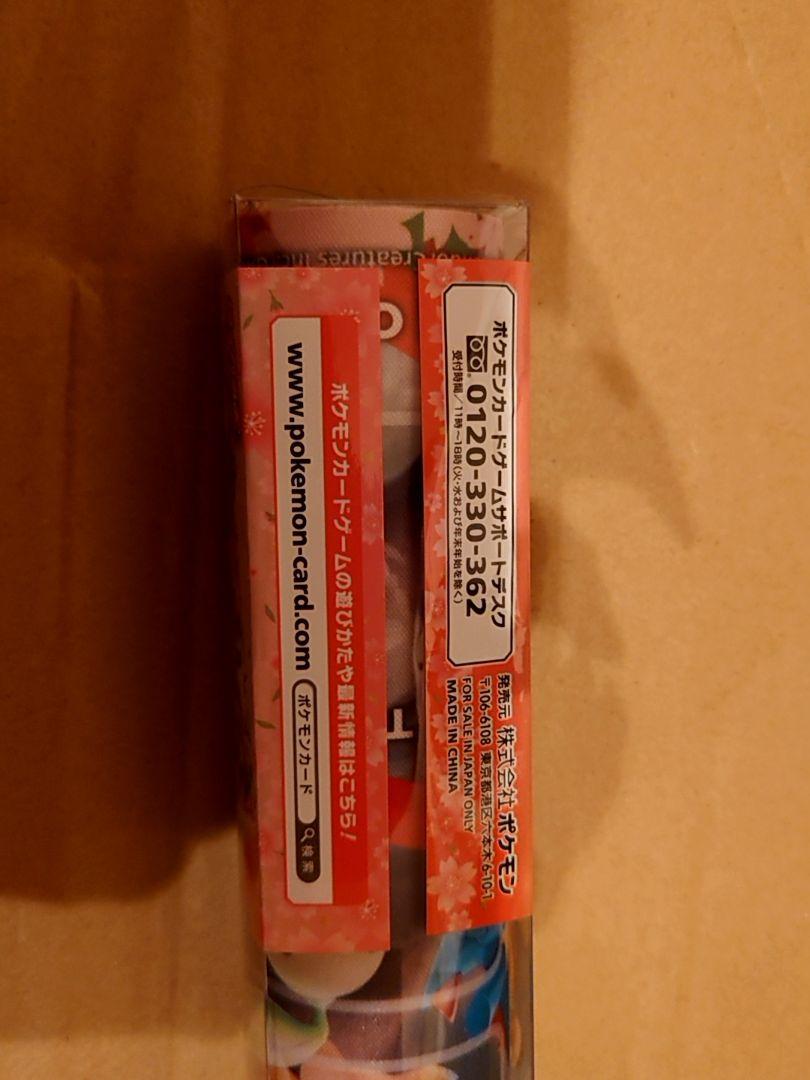 ポケモンカードゲームサポートデスク
0120-330-362
受付時間/11時~18時(火・水および年末年始を除く)
発売元 株式会社ポケモン
〒106-6108 東京都港区六本木6-10-1
FOR SALE IN JAPAN ONLY
MADE IN CHINA
ポケモンカードゲームの遊びかたや最新情報はこちら!
www.pokemon-card.com
ポケモンカード 検索
Creatures Inc.